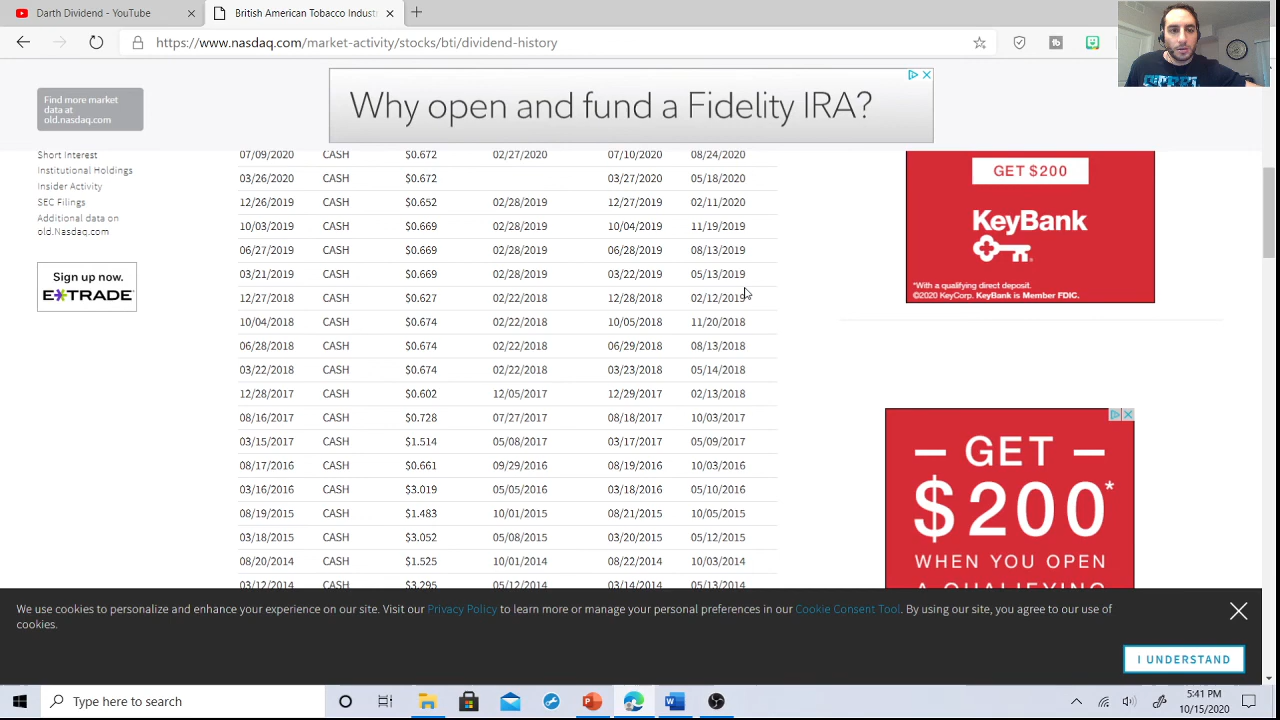 Darth Dividend - YouTube
British American Tobacco Indust
https://www.nasdaq.com/market-activity/stocks/bti/dividend-history
Find more market
data at
old.nasdaq.com
Why open and fund a Fidelity IRA?
Short Interest
Institutional Holdings
Insider Activity
SEC Filings
Additional data on
old.Nasdaq.com
Sign up now.
E*TRADE
07/09/2020 CASH $0.672 02/27/2020 07/10/2020 08/24/2020
03/26/2020 CASH $0.672 03/27/2020 05/18/2020
12/26/2019 CASH $0.652 02/28/2019 12/27/2019 02/11/2020
10/03/2019 CASH $0.669 02/28/2019 10/04/2019 11/19/2019
06/27/2019 CASH $0.669 02/28/2019 06/28/2019 08/13/2019
03/21/2019 CASH $0.669 02/28/2019 03/22/2019 05/13/2019
12/27/2018 CASH $0.627 02/22/2018 12/28/2018 02/12/2019
10/04/2018 CASH $0.674 02/22/2018 10/05/2018 11/20/2018
06/28/2018 CASH $0.674 02/22/2018 06/29/2018 08/13/2018
03/22/2018 CASH $0.674 02/22/2018 03/23/2018 05/14/2018
12/28/2017 CASH $0.602 12/05/2017 12/29/2017 02/13/2018
08/16/2017 CASH $0.728 07/27/2017 08/18/2017 10/03/2017
03/15/2017 CASH $1.514 05/08/2017 03/17/2017 05/09/2017
08/17/2016 CASH $0.661 09/29/2016 08/19/2016 10/03/2016
03/16/2016 CASH $3.019 05/05/2016 03/18/2016 05/10/2016
08/19/2015 CASH $1.483 10/01/2015 08/21/2015 10/05/2015
03/18/2015 CASH $3.052 05/08/2015 03/20/2015 05/12/2015
08/20/2014 CASH $1.525 10/01/2014 08/22/2014 10/03/2014
03/12/2014 CASH $3.295 05/12/2014 03/14/2014 05/13/2014
GET $200
KeyBank
*With a qualifying direct deposit.
©2020 KeyCorp. KeyBank is Member FDIC.
— GET —
$200*
WHEN YOU OPEN
A QUALIFYING
We use cookies to personalize and enhance your experience on our site. Visit our Privacy Policy to learn more or manage your personal preferences in our Cookie Consent Tool. By using our site, you agree to our use of
cookies.
I UNDERSTAND
Type here to search
5:41 PM
10/15/2020